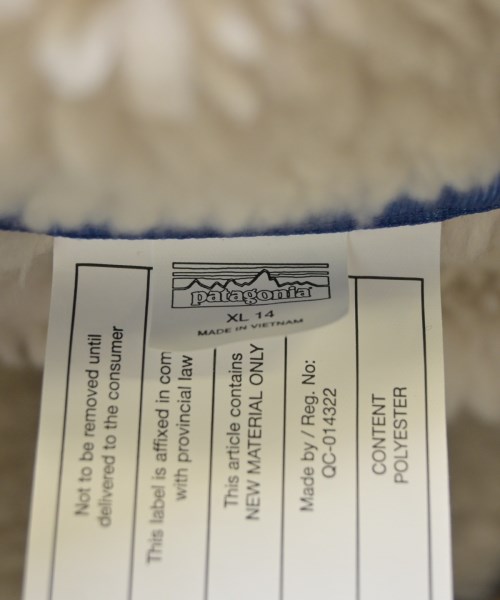 patagonia
XL 14
MADE IN VIETNAM
Not to be removed until
delivered to the consumer
This label is affixed in com
with provincial law
This article contains
NEW MATERIAL ONLY
Made by / Reg. No:
QC-014322
CONTENT
POLYESTER